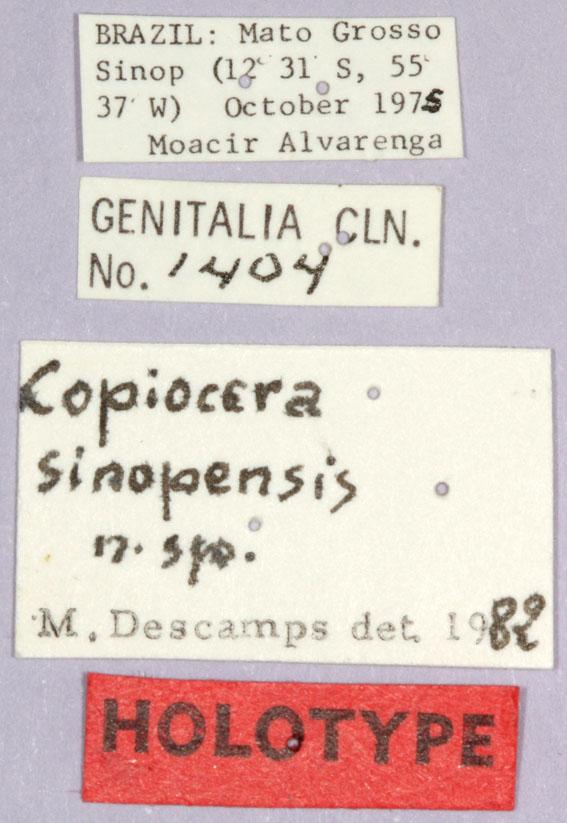 BRAZIL: Mato Grosso
Sinop (12° 31' S, 55°
37' W) October 1975
Moacir Alvarenga
GENITALIA CLN.
No. 1404
Copiocera
sinopensis
n. sp.
M. Descamps det. 1982
HOLOTYPE